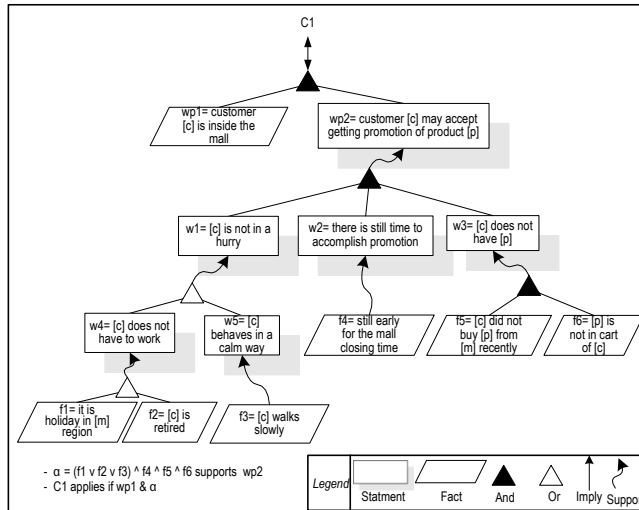 C1
wp1= customer
[c] is inside the
mall
wp2= customer [c] may accept
getting promotion of product [p]
w1= [c] is not in a
hurry
w2= there is still time to
accomplish promotion
w3= [c] does not
have [p]
w4= [c] does not
have to work
w5= [c]
behaves in a
calm way
f4= still early
for the mall
closing time
f5= [c] did not
buy [p] from
[m] recently
f6= [p] is
not in cart of
[c]
f1= it is
holiday in [m]
region
f2= [c] is
retired
f3= [c] walks
slowly
- α = (f1 v f2 v f3) ^ f4 ^ f5 ^ f6 supports wp2
- C1 applies if wp1 & α
Legend
Statment
Fact
And
Or
Imply
Support